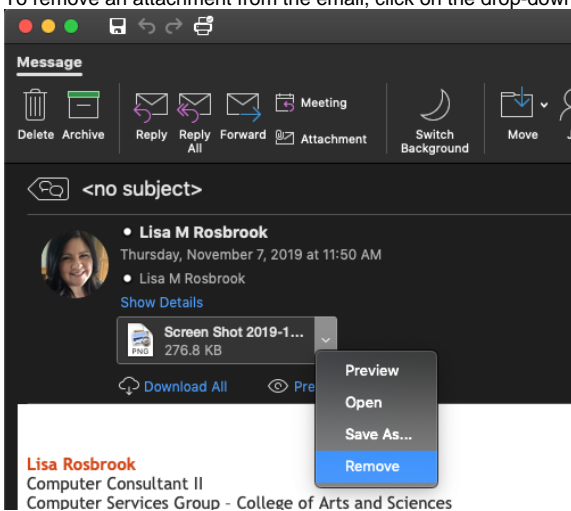 To remove an attachment from the email, click on the drop-down
Message
Delete Archive Reply Reply All Forward Meeting Attachment Switch Background Move
<no subject>
• Lisa M Rosbrook
Thursday, November 7, 2019 at 11:50 AM
• Lisa M Rosbrook
Show Details
Screen Shot 2019-1...
PNG 276.8 KB
Download All Pre
Preview
Open
Save As...
Remove
Lisa Rosbrook
Computer Consultant II
Computer Services Group - College of Arts and Sciences